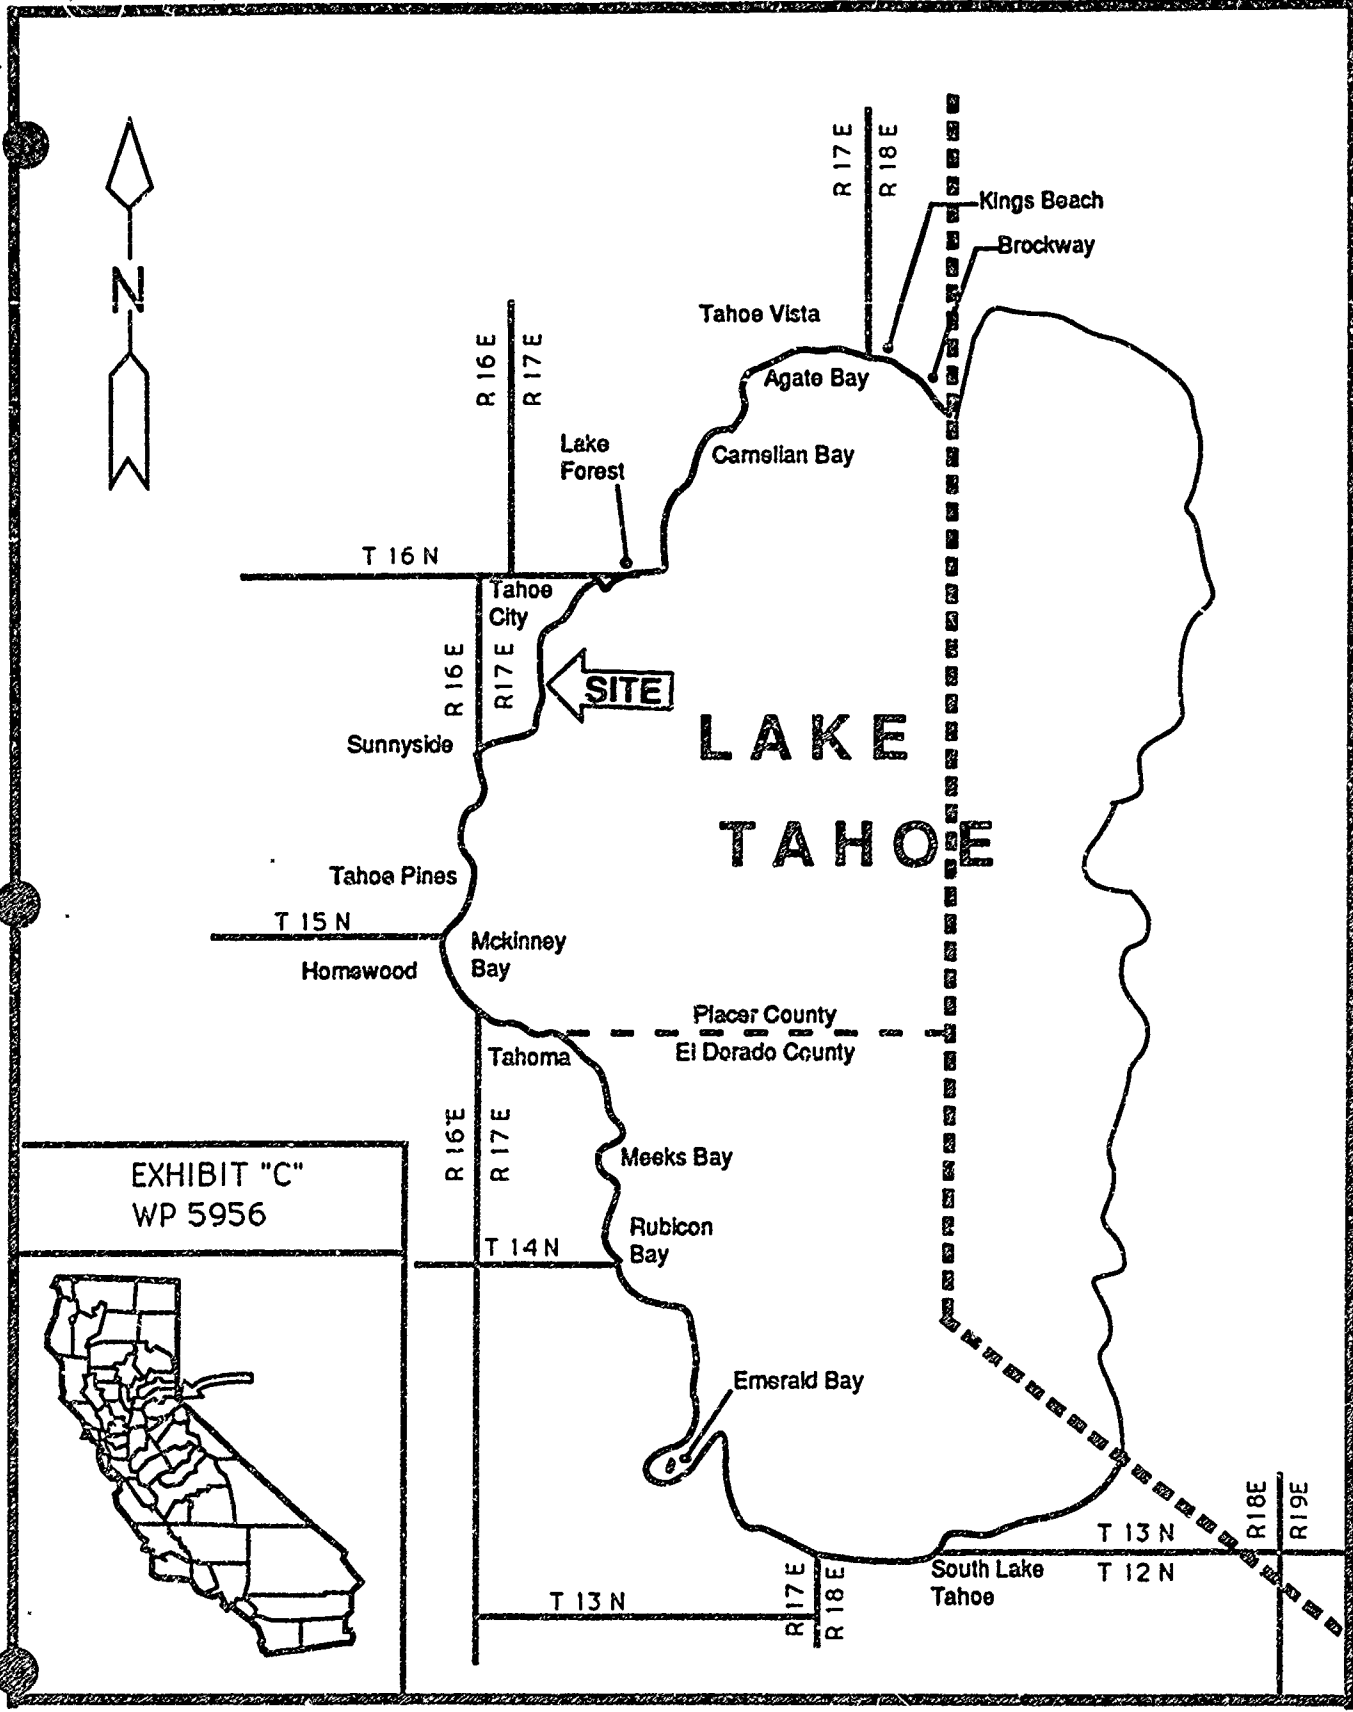 R 17 E
R 18 E
Kings Beach
Brockway
N
Tahoe Vista
R 16 E
R 17 E
Agate Bay
Lake
Forest
Carnelian Bay
T 16 N
Tahoe
City
R 16 E
R17 E
SITE
LAKE
TAHOE
Sunnyside
Tahoe Pines
T 15 N
Mckinney
Bay
Homewood
Placer County
El Dorado County
Tahoma
R 16 E
R 17 E
Meeks Bay
EXHIBIT "C"
WP 5956
Rubicon
Bay
T 14 N
Emerald Bay
R18E
R19E
T 13 N
South Lake
Tahoe
T 12 N
R 17 E
R 18 E
T 13 N